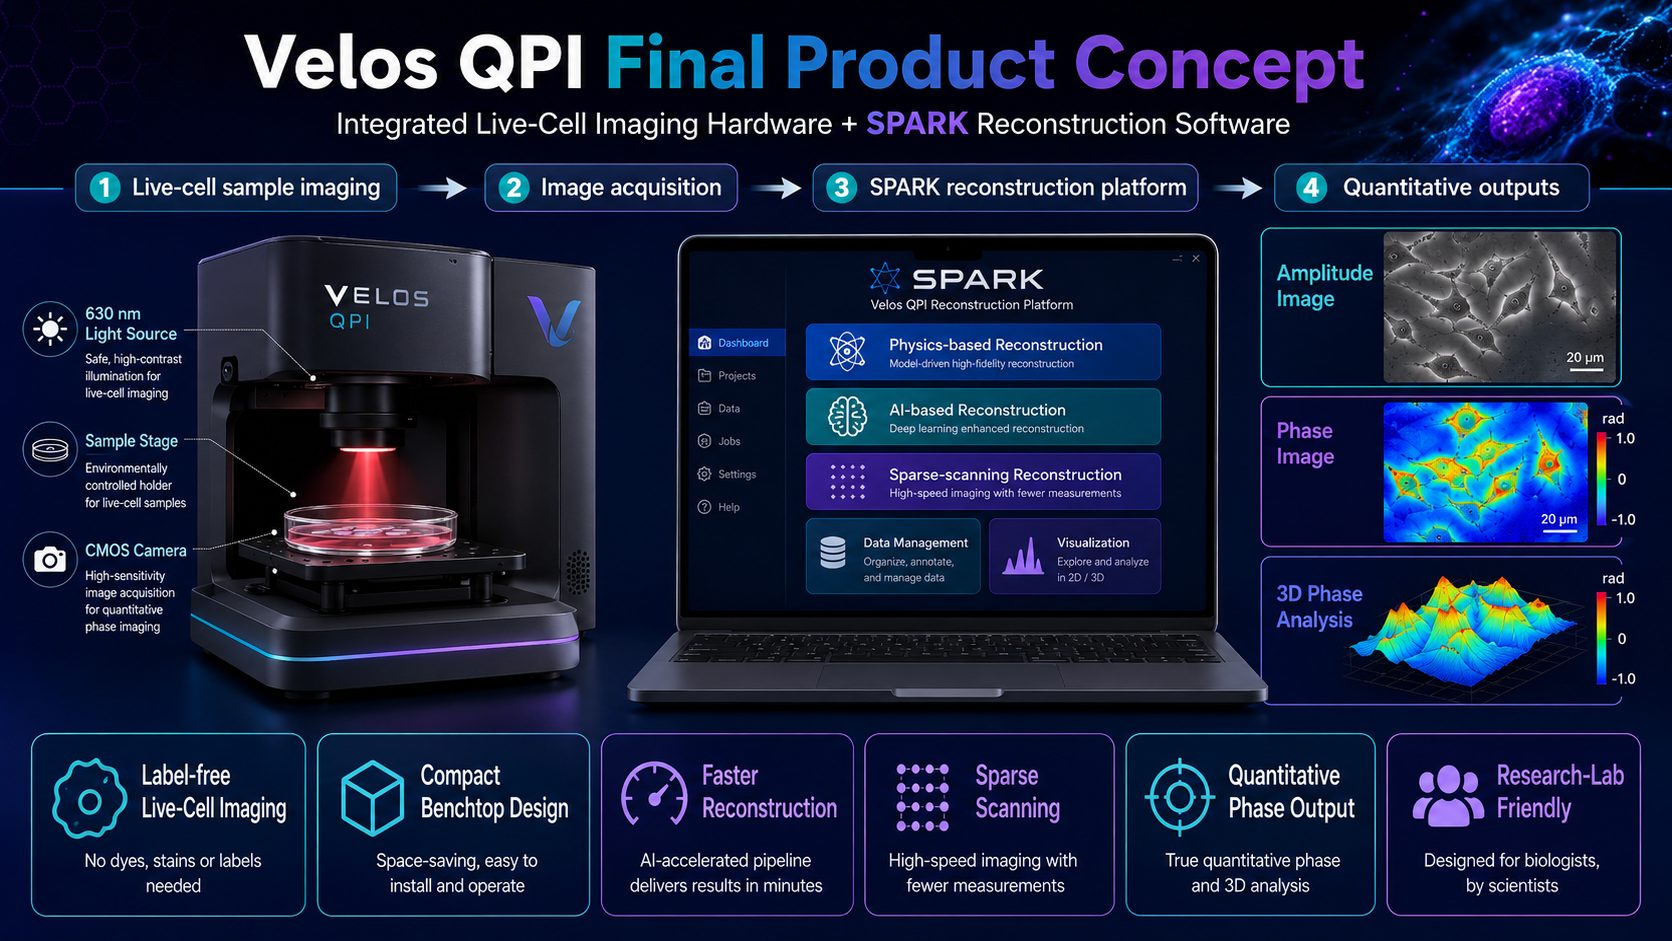 Velos QPI Final Product Concept
Integrated Live-Cell Imaging Hardware + SPARK Reconstruction Software
1 Live-cell sample imaging
2 Image acquisition
3 SPARK reconstruction platform
4 Quantitative outputs
630 nm
Light Source
Safe, high-contrast
illumination for
live-cell imaging
Sample Stage
Environmentally
controlled holder
for live-cell samples
CMOS Camera
High-sensitivity
image acquisition
for quantitative
phase imaging
VELOS
QPI
SPARK
Velos QPI Reconstruction Platform
Dashboard
Projects
Data
Jobs
Settings
Help
Physics-based Reconstruction
Model-driven high-fidelity reconstruction
AI-based Reconstruction
Deep learning enhanced reconstruction
Sparse-scanning Reconstruction
High-speed imaging with fewer measurements
Data Management
Organize, annotate,
and manage data
Visualization
Explore and analyze
in 2D / 3D
Amplitude
Image
20 µm
Phase
Image
20 µm
rad
1.0
0
-1.0
3D Phase
Analysis
rad
1.0
0
-1.0
Label-free
Live-Cell Imaging
No dyes, stains or labels
needed
Compact
Benchtop Design
Space-saving, easy to
install and operate
Faster
Reconstruction
AI-accelerated pipeline
delivers results in minutes
Sparse
Scanning
High-speed imaging with
fewer measurements
Quantitative
Phase Output
True quantitative phase
and 3D analysis
Research-Lab
Friendly
Designed for biologists,
by scientists